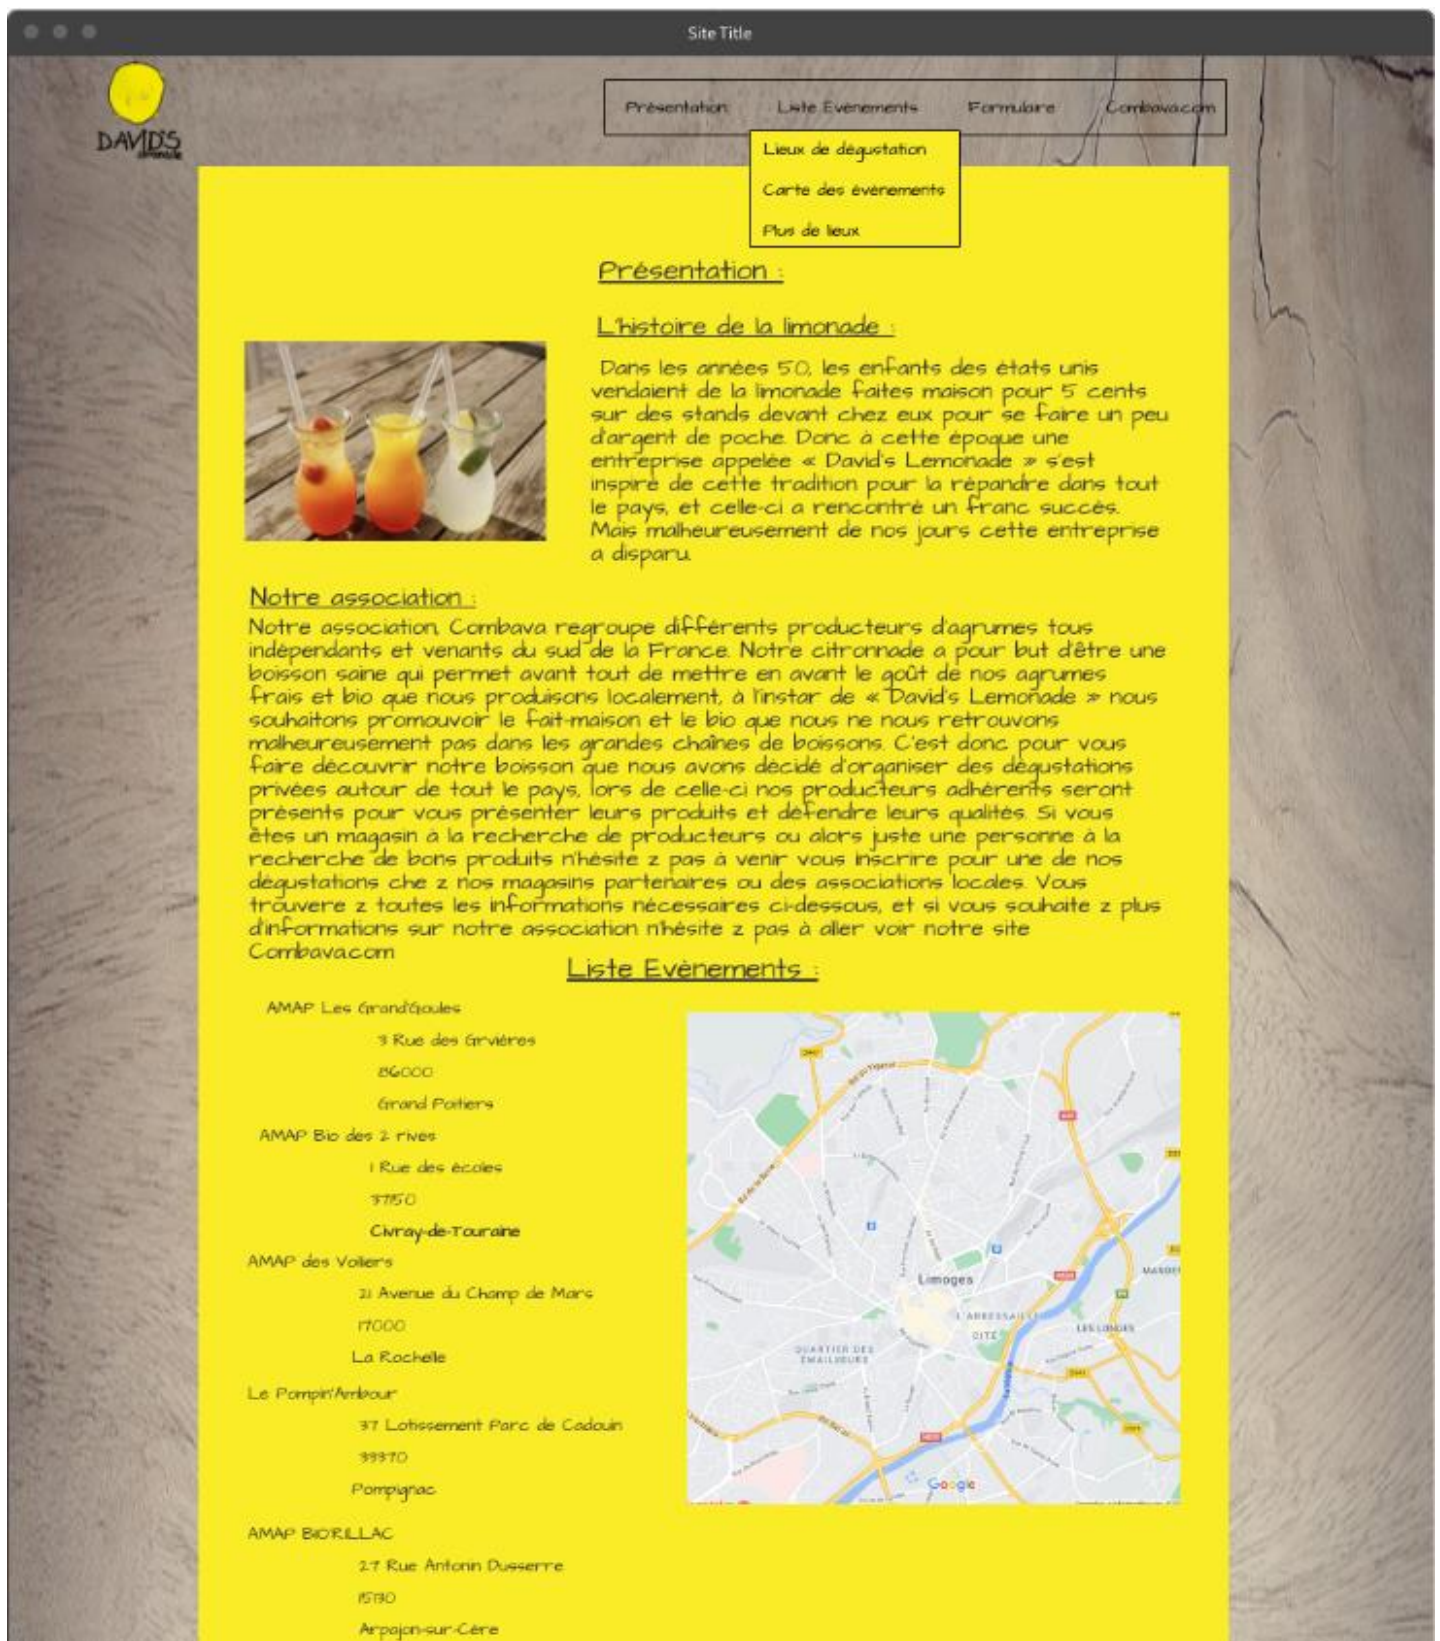 Site Title
DAVID'S
Présentation
Liste Evènements
Formulaire
Combava.com
Lieux de dégustation
Carte des évènements
Plus de lieux
Présentation :
L'histoire de la limonade :
Dans les années 50, les enfants des états unis
vendaient de la limonade faites maison pour 5 cents
sur des stands devant chez eux pour se faire un peu
d'argent de poche. Donc à cette époque une
entreprise appelée « David's Lemonade » s'est
inspiré de cette tradition pour la répandre dans tout
le pays, et celle-ci a rencontré un franc succés.
Mais malheureusement de nos jours cette entreprise
a disparu.
Notre association :
Notre association, Combava regroupe différents producteurs d'agrumes tous
indépendants et venants du sud de la France. Notre citronnade a pour but d'être une
boisson saine qui permet avant tout de mettre en avant le goût de nos agrumes
frais et bio que nous produisons localement, à l'instar de « David's Lemonade » nous
souhaitons promouvoir le fait-maison et le bio que nous ne nous retrouvons
malheureusement pas dans les grandes chaînes de boissons. C'est donc pour vous
faire découvrir notre boisson que nous avons décidé d'organiser des dégustations
privées autour de tout le pays, lors de celle-ci nos producteurs adhérents seront
présents pour vous présenter leurs produits et défendre leurs qualités. Si vous
êtes un magasin à la recherche de producteurs ou alors juste une personne à la
recherche de bons produits n'hésite z pas à venir vous inscrire pour une de nos
dégustations che z nos magasins partenaires ou des associations locales. Vous
trouvere z toutes les informations nécessaires ci-dessous, et si vous souhaite z plus
d'informations sur notre association n'hésite z pas à aller voir notre site
Combava.com
Liste Evènements :
AMAP Les Grand'Goules
3 Rue des Grviéres
86000
Grand Poitiers
AMAP Bio des 2 rives
1 Rue des écoles
37150
Civray-de-Touraine
AMAP des Voiliers
21 Avenue du Champ de Mars
17000
La Rochelle
Le Pompin'Ambour
37 Lotissement Parc de Cadouin
33370
Pompignac
AMAP BIO'RILLAC
27 Rue Antonin Dusserre
15130
Arpajon-sur-Cère
Limoges
CITÉ
LES LONGES
QUARTIER DES
ÉMAILLEURS
Google